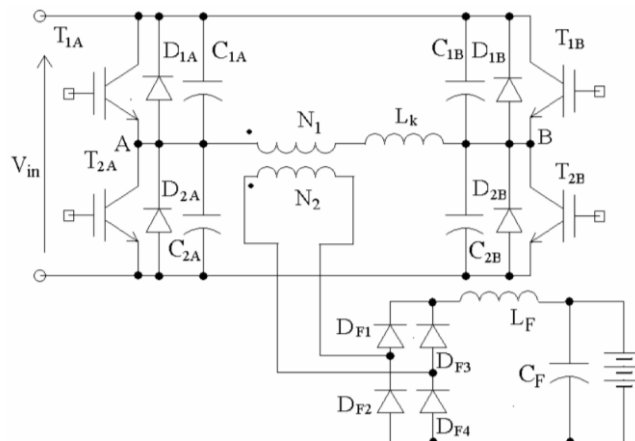 T1A
D1A
C1A
C1B
D1B
T1B
N1
Lk
A
B
Vin
T2A
D2A
N2
D2B
T2B
C2A
C2B
DF1
LF
DF3
CF
DF2
DF4